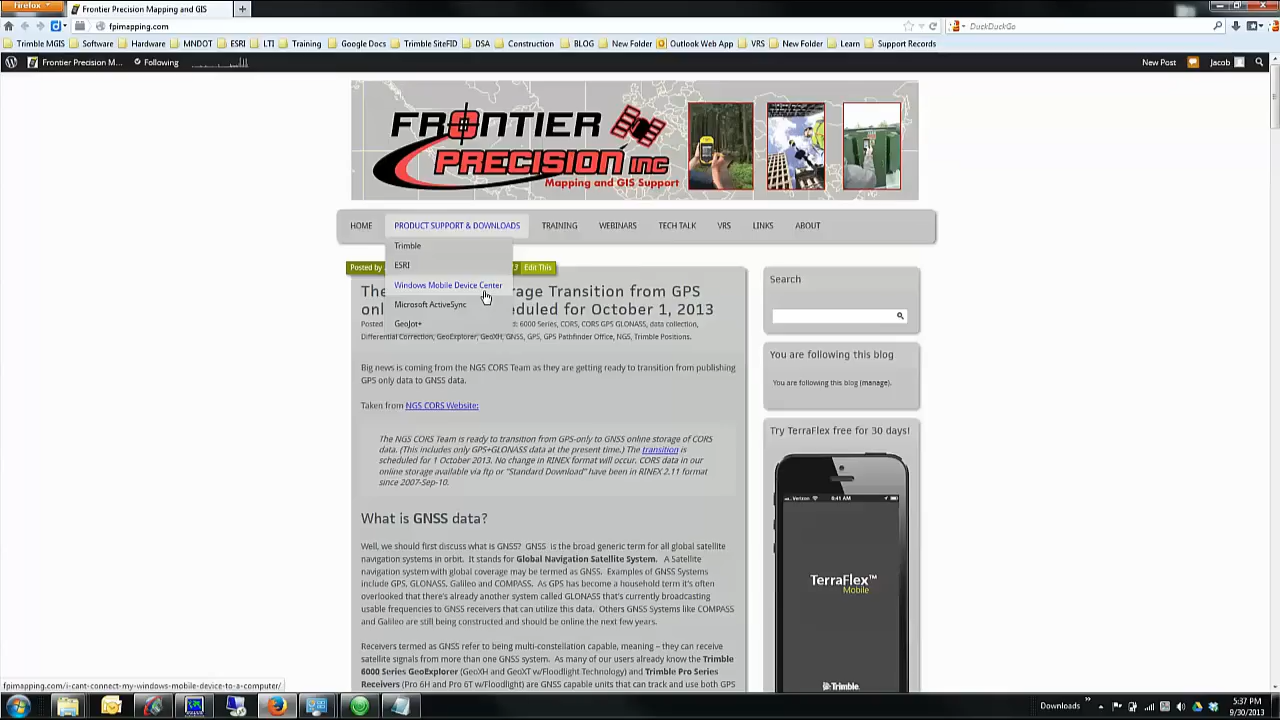 Firefox
Frontier Precision Mapping and GIS
fpimapping.com
DuckDuckGo
Trimble MGIS Software Hardware MNDOT ESRI LTI Training Google Docs Trimble SiteFID DSA Construction BLOG New Folder Outlook Web App VRS New Folder Learn Support Records
Frontier Precision M... Following New Post Jacob
FRONTIER
PRECISION INC
Mapping and GIS Support
HOME PRODUCT SUPPORT & DOWNLOADS TRAINING WEBINARS TECH TALK VRS LINKS ABOUT
Trimble
ESRI
Windows Mobile Device Center
Microsoft ActiveSync
GeoJot+
Posted by 3 Edit This
The rage Transition from GPS
onl eduled for October 1, 2013
Posted d: 6000 Series, CORS, CORS GPS GLONASS, data collection,
Differential Correction, GeoExplorer, GeoXH, GNSS, GPS, GPS Pathfinder Office, NGS, Trimble Positions.
Big news is coming from the NGS CORS Team as they are getting ready to transition from publishing
GPS only data to GNSS data.
Taken from NGS CORS Website:
The NGS CORS Team is ready to transition from GPS-only to GNSS online storage of CORS
data. (This includes only GPS+GLONASS data at the present time.) The transition is
scheduled for 1 October 2013. No change in RINEX format will occur. CORS data in our
online storage available via ftp or "Standard Download" have been in RINEX 2.11 format
since 2007-Sep-10.
What is GNSS data?
Well, we should first discuss what is GNSS? GNSS is the broad generic term for all global satellite
navigation systems in orbit. It stands for Global Navigation Satellite System. A Satellite
navigation system with global coverage may be termed as GNSS. Examples of GNSS Systems
include GPS, GLONASS, Galileo and COMPASS. As GPS has become a household term it's often
overlooked that there's already another system called GLONASS that's currently broadcasting
usable frequencies to GNSS receivers that can utilize this data. Others GNSS Systems like COMPASS
and Galileo are still being constructed and should be online the next few years.
Receivers termed as GNSS refer to being multi-constellation capable, meaning – they can receive
satellite signals from more than one GNSS system. As many of our users already know the Trimble
6000 Series GeoExplorer (GeoXH and GeoXT w/Floodlight Technology) and Trimble Pro Series
Receivers (Pro 6H and Pro 6T w/Floodlight) are GNSS capable units that can track and use both GPS
Search
You are following this blog
You are following this blog (manage).
Try TerraFlex free for 30 days!
Verizon 8:41 AM
TerraFlex™
Mobile
Trimble.
fpimapping.com/i-cant-connect-my-windows-mobile-device-to-a-computer/
Downloads
5:37 PM
9/30/2013